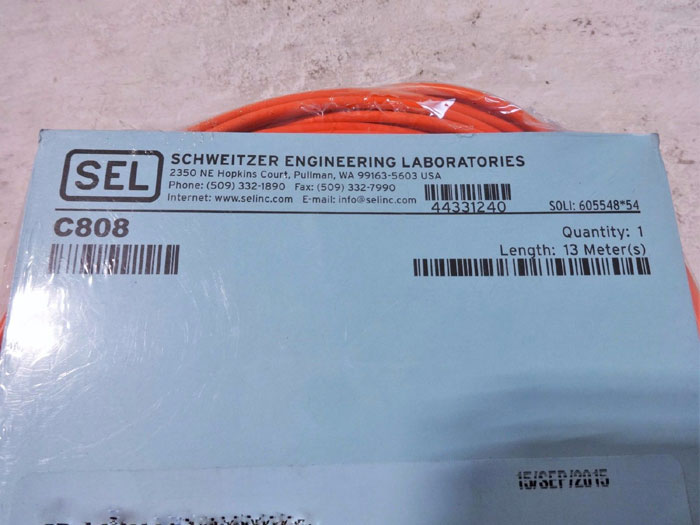 SEL
SCHWEITZER ENGINEERING LABORATORIES
2350 NE Hopkins Court, Pullman, WA 99163-5603 USA
Phone: (509) 332-1890 Fax: (509) 332-7990
Internet: www.selinc.com E-mail: info@selinc.com
44331240
SOLI: 605548*54
C808
Quantity: 1
Length: 13 Meter(s)
15/SEP/2015